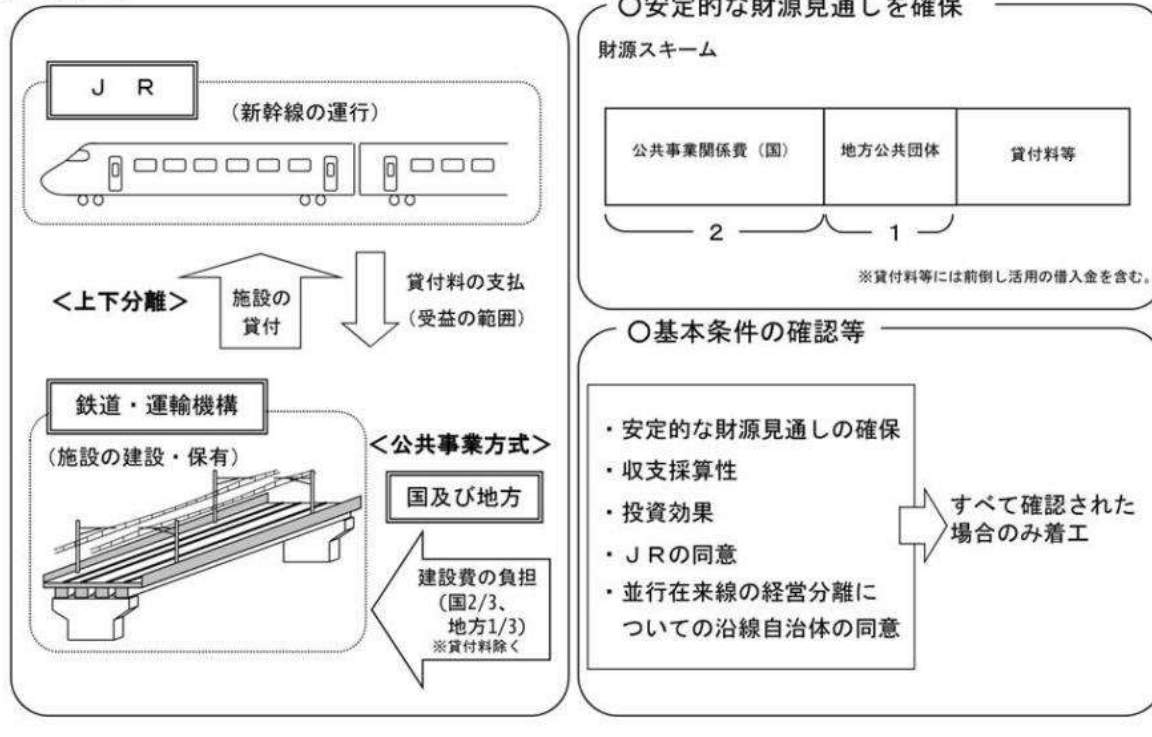 J R
(新幹線の運行)
<上下分離>
施設の
貸付
貸付料の支払
(受益の範囲)
鉄道・運輸機構
(施設の建設・保有)
<公共事業方式>
国及び地方
建設費の負担
(国2/3、
地方1/3)
※貸付料除く
○安定的な財源見通しを確保
財源スキーム
公共事業関係費(国)
地方公共団体
貸付料等
2
1
※貸付料等には前倒し活用の借入金を含む。
○基本条件の確認等
・安定的な財源見通しの確保
・収支採算性
・投資効果
・JRの同意
・並行在来線の経営分離に
ついての沿線自治体の同意
すべて確認された
場合のみ着工